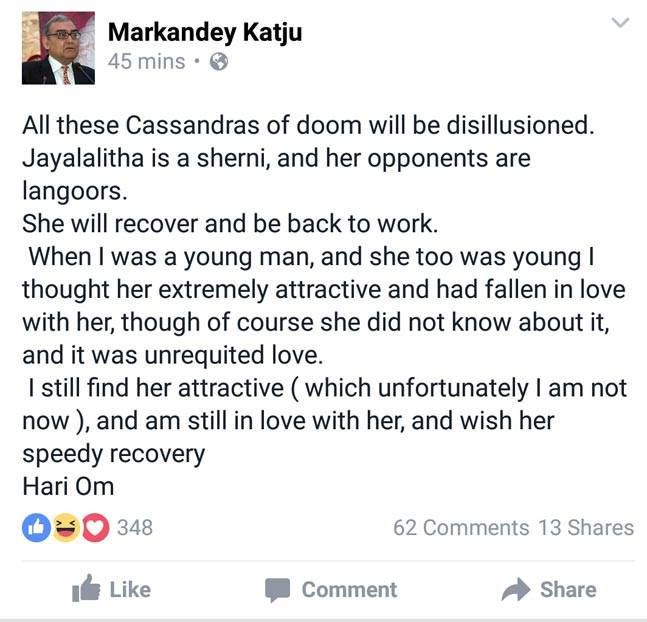 Markandey Katju
45 mins •
All these Cassandras of doom will be disillusioned.
Jayalalitha is a sherni, and her opponents are
langoors.
She will recover and be back to work.
When I was a young man, and she too was young I
thought her extremely attractive and had fallen in love
with her, though of course she did not know about it,
and it was unrequited love.
I still find her attractive ( which unfortunately I am not
now ), and am still in love with her, and wish her
speedy recovery
Hari Om
348 62 Comments 13 Shares
Like Comment Share